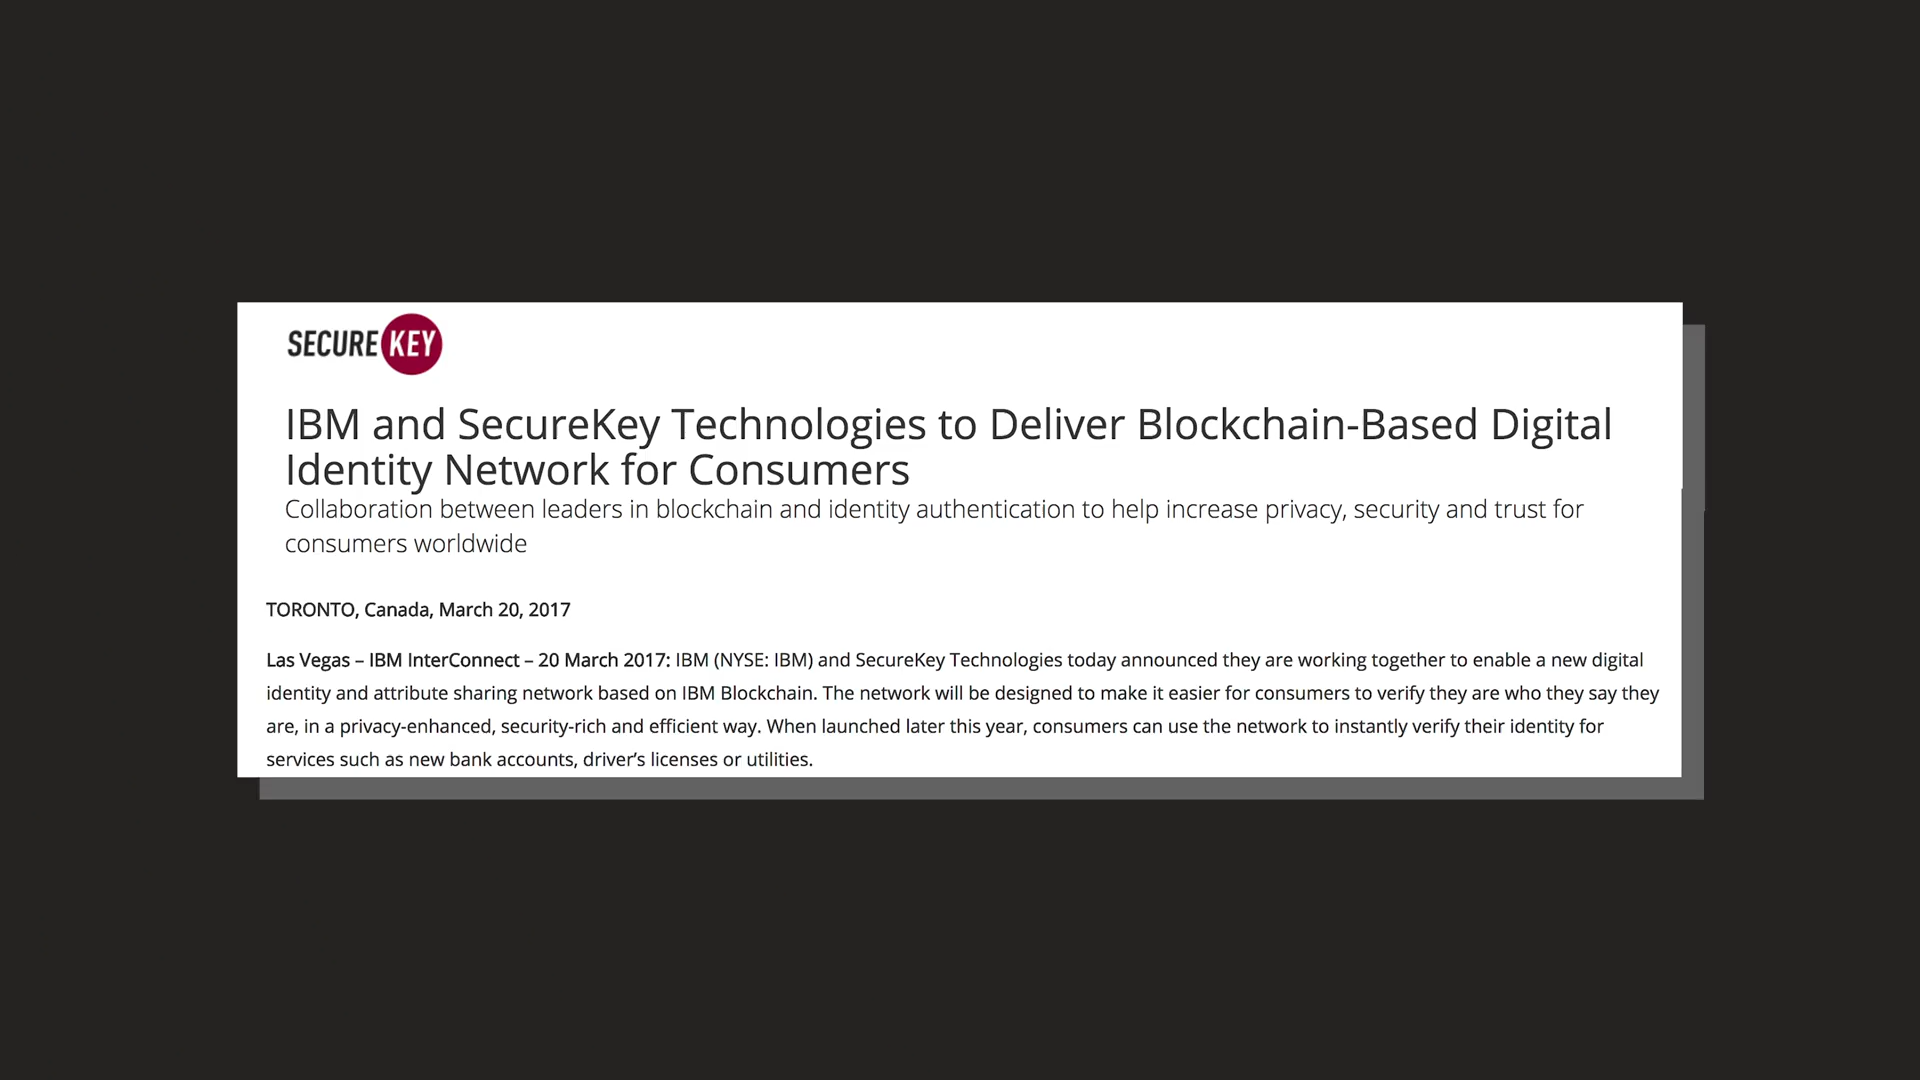 SECURE KEY
IBM and SecureKey Technologies to Deliver Blockchain-Based Digital
Identity Network for Consumers
Collaboration between leaders in blockchain and identity authentication to help increase privacy, security and trust for
consumers worldwide
TORONTO, Canada, March 20, 2017
Las Vegas – IBM InterConnect – 20 March 2017: IBM (NYSE: IBM) and SecureKey Technologies today announced they are working together to enable a new digital
identity and attribute sharing network based on IBM Blockchain. The network will be designed to make it easier for consumers to verify they are who they say they
are, in a privacy-enhanced, security-rich and efficient way. When launched later this year, consumers can use the network to instantly verify their identity for
services such as new bank accounts, driver’s licenses or utilities.